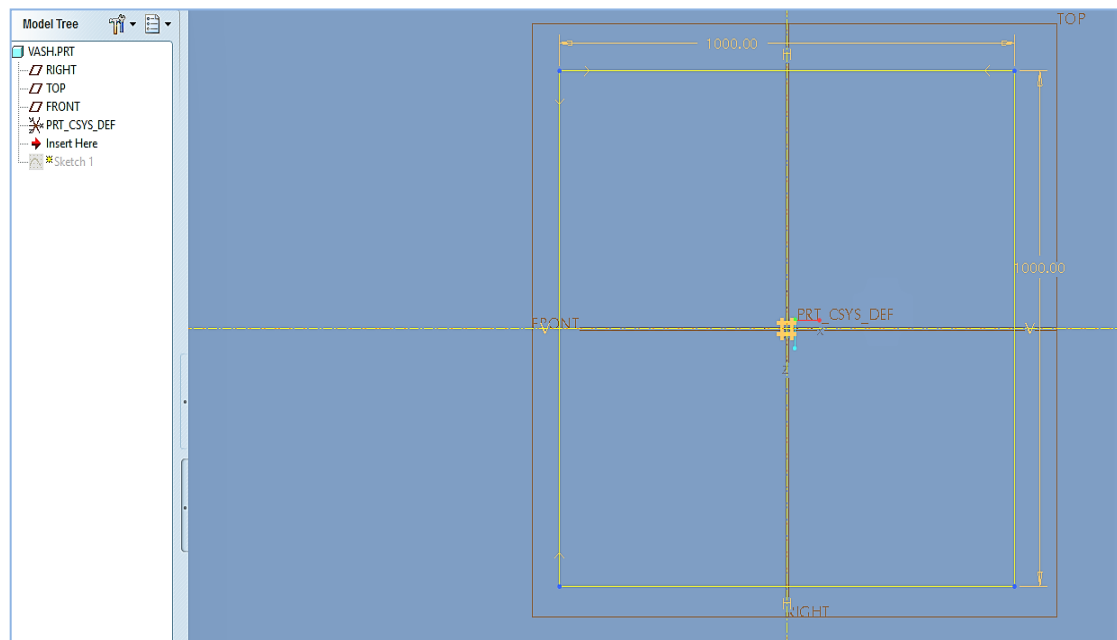 Model Tree
VASH.PRT
RIGHT
TOP
FRONT
PRT_CSYS_DEF
Insert Here
Sketch 1
TOP
1000.00
H
1000.00
PRT_CSYS_DEF
FRONT
V
V
X
Z
H
RIGHT